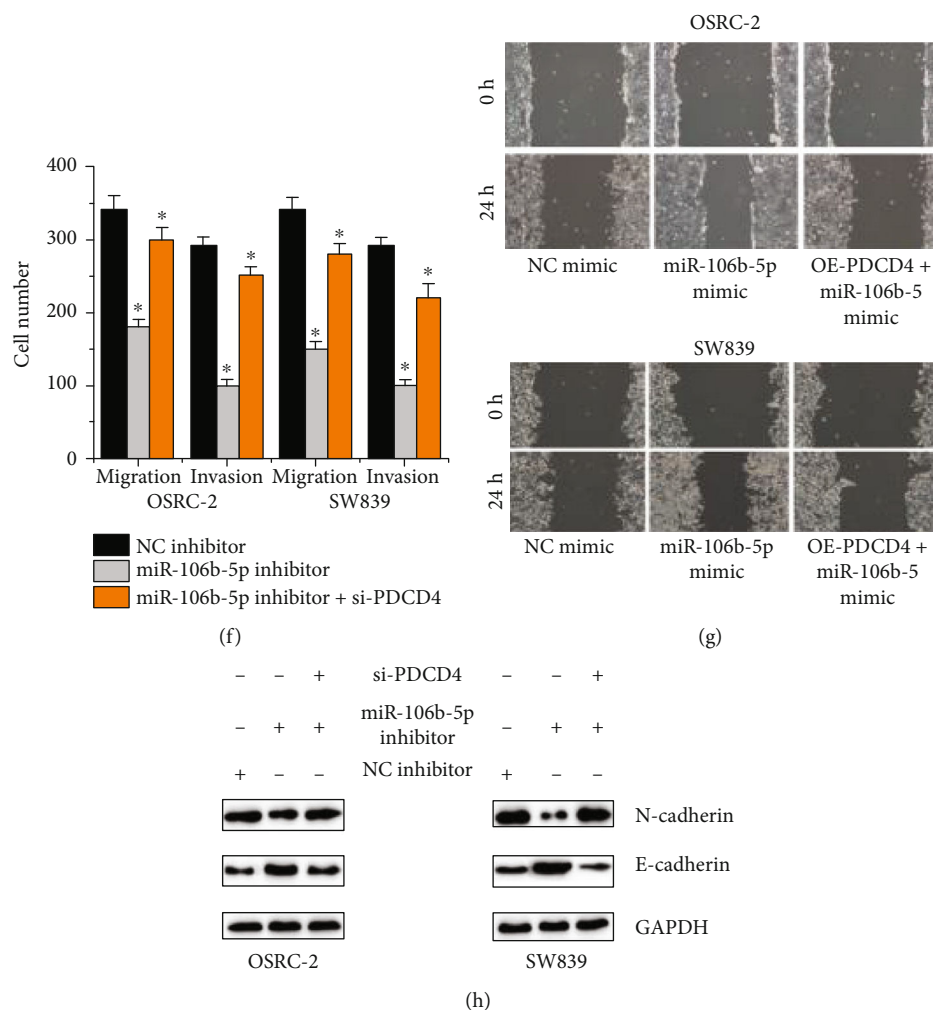 400
300
200
100
0
Cell number
*
*
*
*
*
*
*
*
Migration Invasion Migration Invasion
OSRC-2 SW839
NC inhibitor
miR-106b-5p inhibitor
miR-106b-5p inhibitor + si-PDCD4
(f)
OSRC-2
0 h
24 h
NC mimic
miR-106b-5p
mimic
OE-PDCD4 +
miR-106b-5
mimic
SW839
0 h
24 h
NC mimic
miR-106b-5p
mimic
OE-PDCD4 +
miR-106b-5
mimic
(g)
– – + si-PDCD4 – – +
– + + miR-106b-5p
inhibitor – + +
+ – – NC inhibitor + – –
N-cadherin
E-cadherin
GAPDH
OSRC-2 SW839
(h)